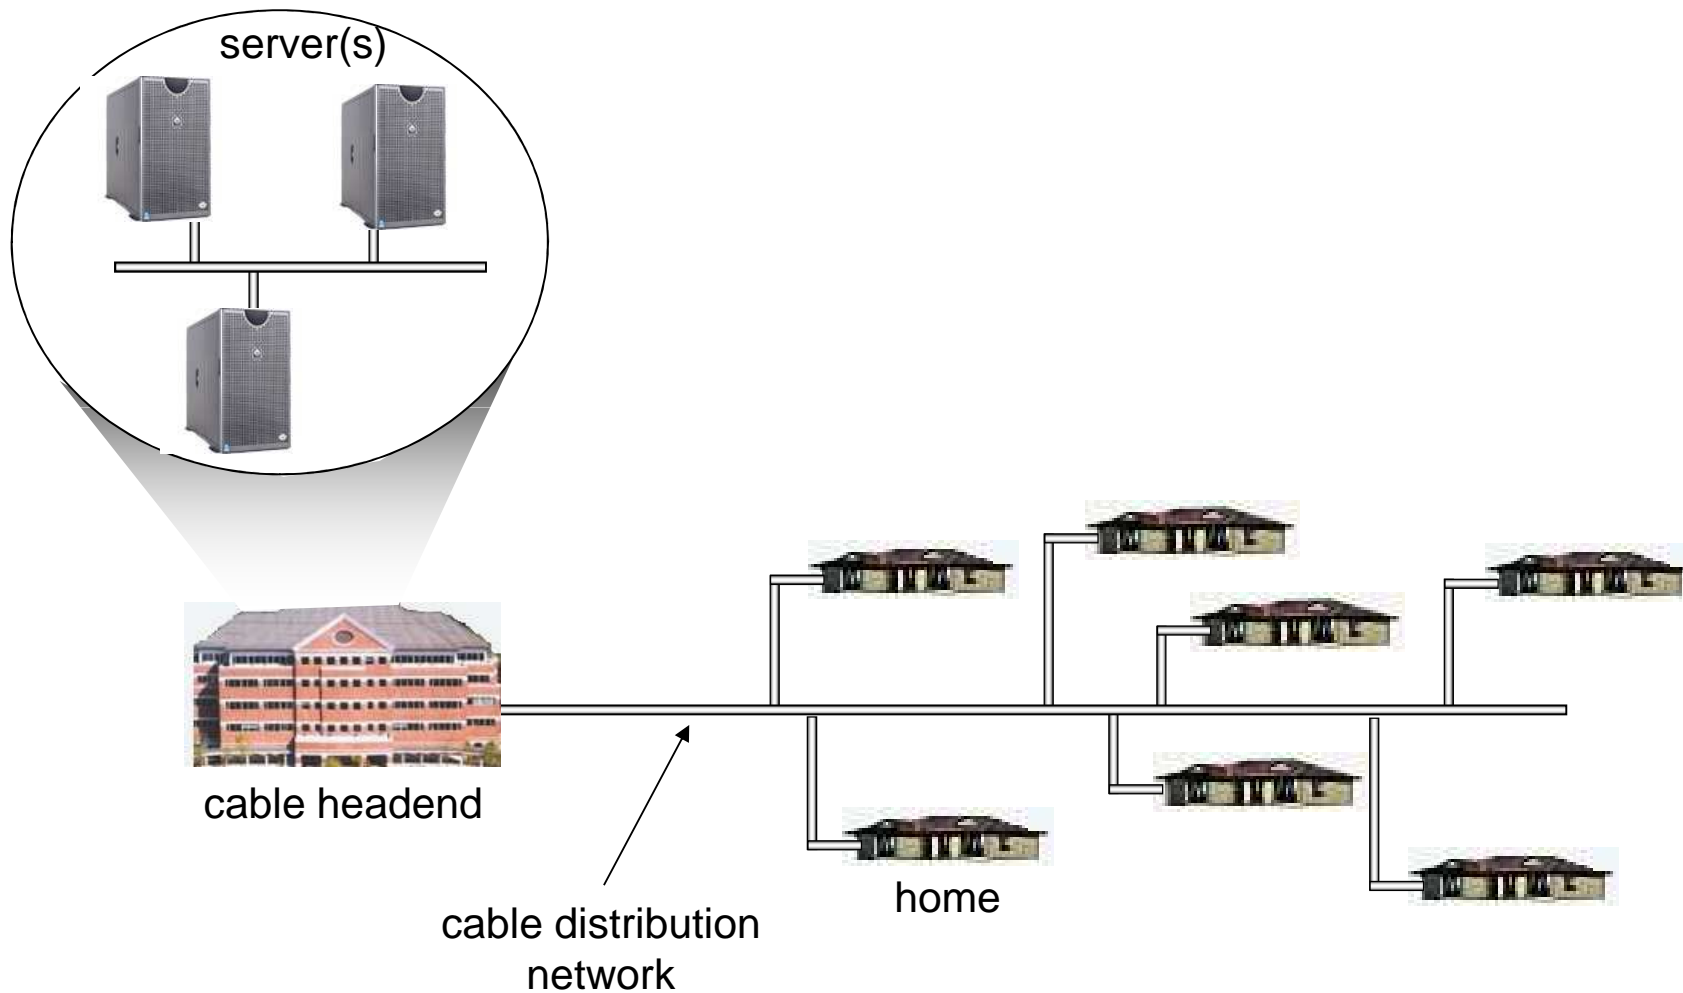 server(s)
cable headend
home
cable distribution
network